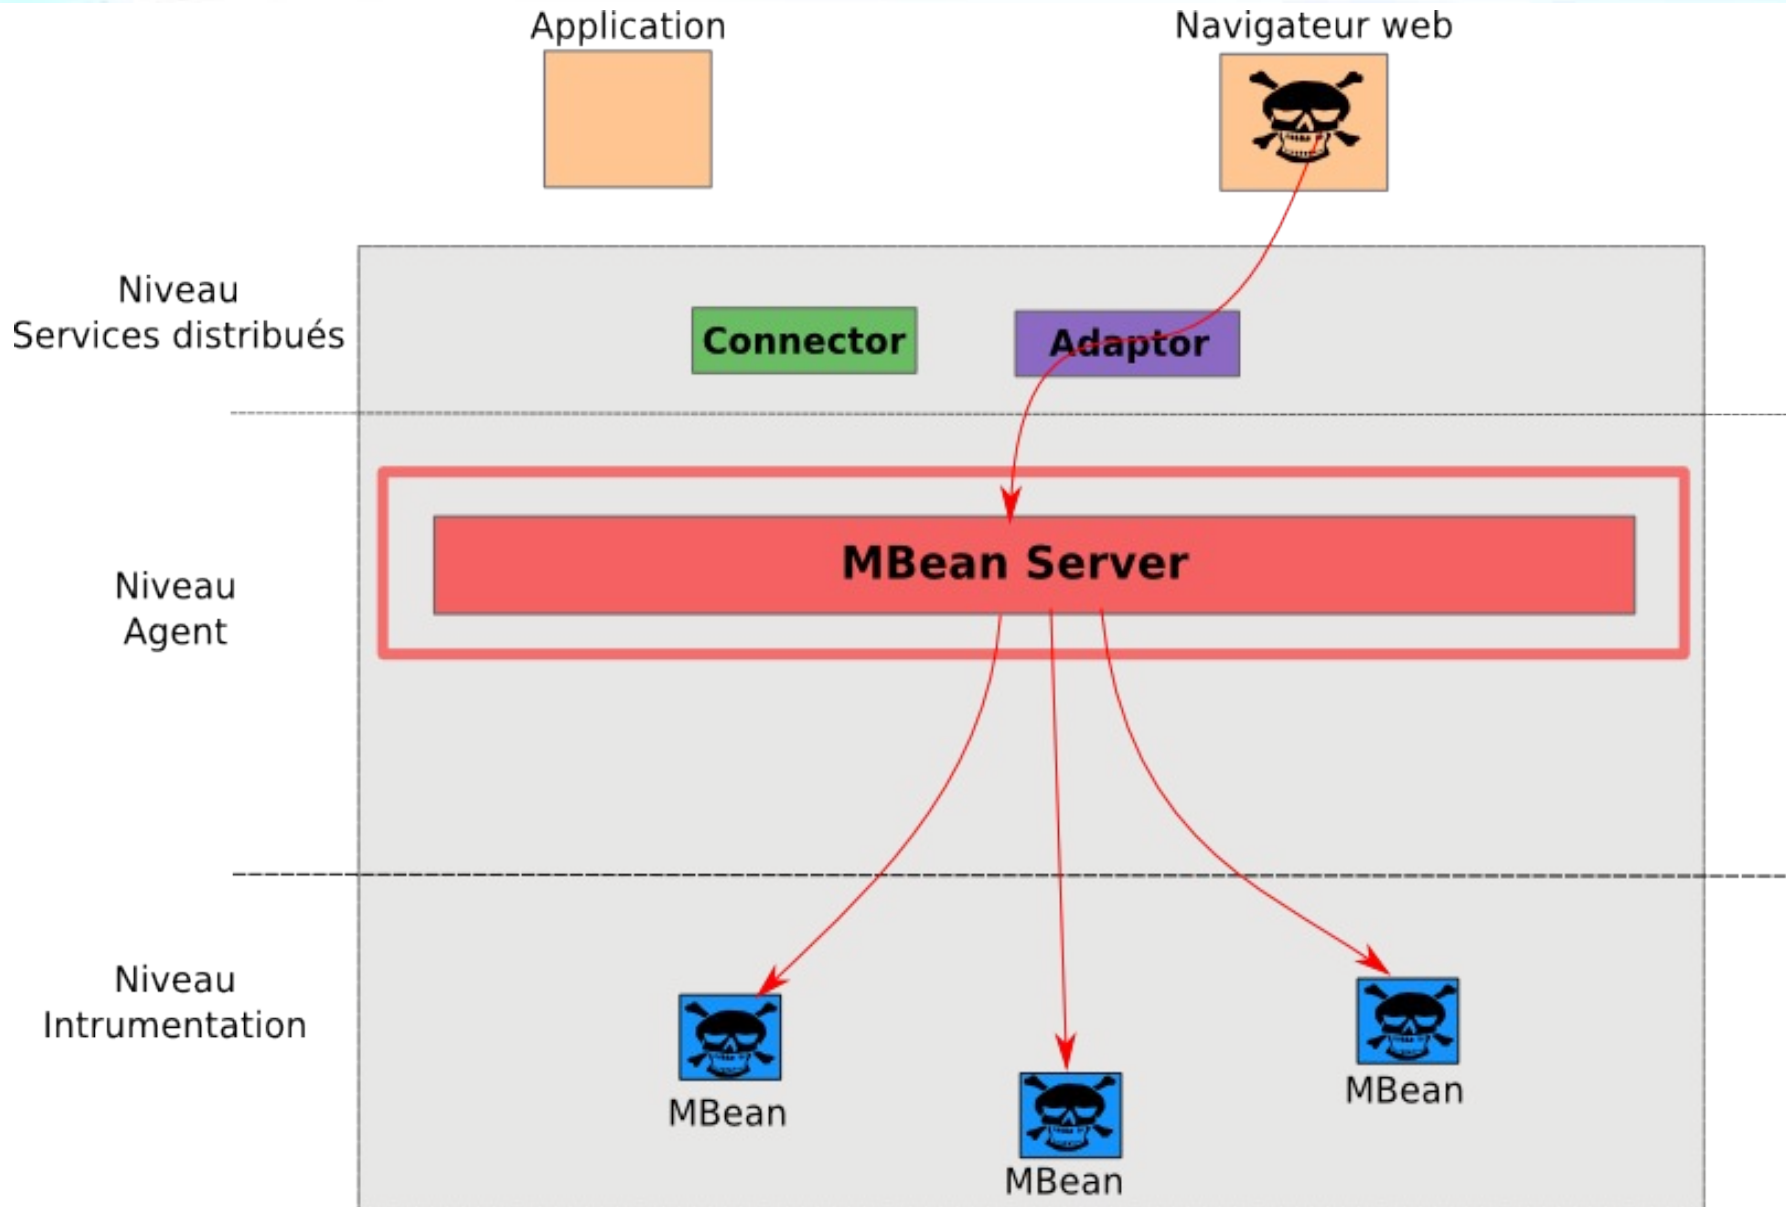 Application
Navigateur web
Niveau
Services distribués
Connector
Adaptor
MBean Server
Niveau
Agent
Niveau
Intrumentation
MBean
MBean
MBean